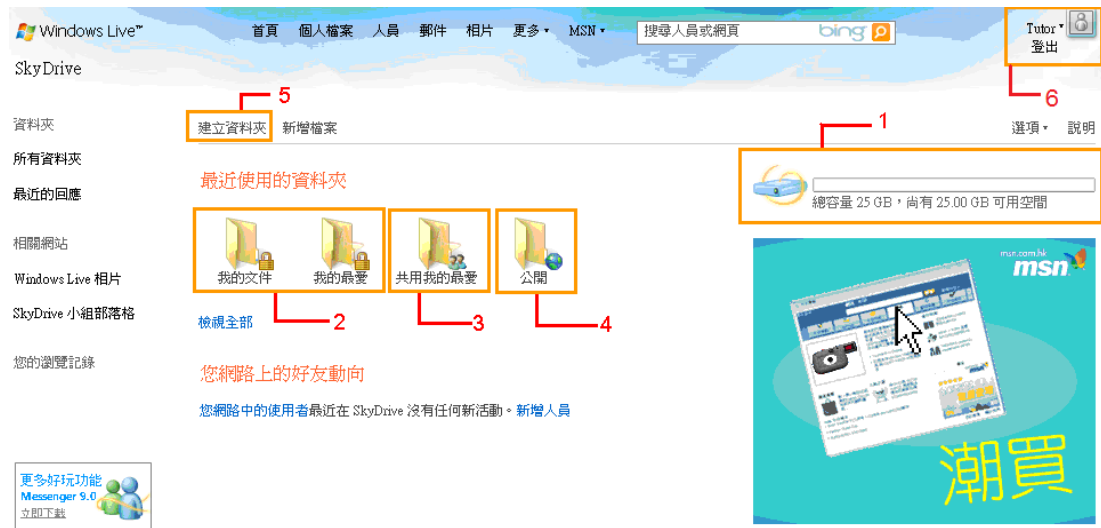 Windows Live™ 首頁 個人檔案 人員 郵件 相片 更多 MSN 搜尋人員或網頁 bing Tutor
登出
SkyDrive
6
5
1
資料夾
建立資料夾 新增檔案 選項 說明
所有資料夾
最近的回應
最近使用的資料夾
總容量 25 GB，尚有 25.00 GB 可用空間
相關網站
Windows Live 相片
SkyDrive 小組部落格
您的瀏覽記錄
我的文件 我的最愛 共用我的最愛 公開
2 3 4
檢視全部
您網路上的好友動向
您網路中的使用者最近在 SkyDrive 沒有任何新活動。新增人員
msn.com.hk
msn
潮買
更多好玩功能
Messenger 9.0
立即下載